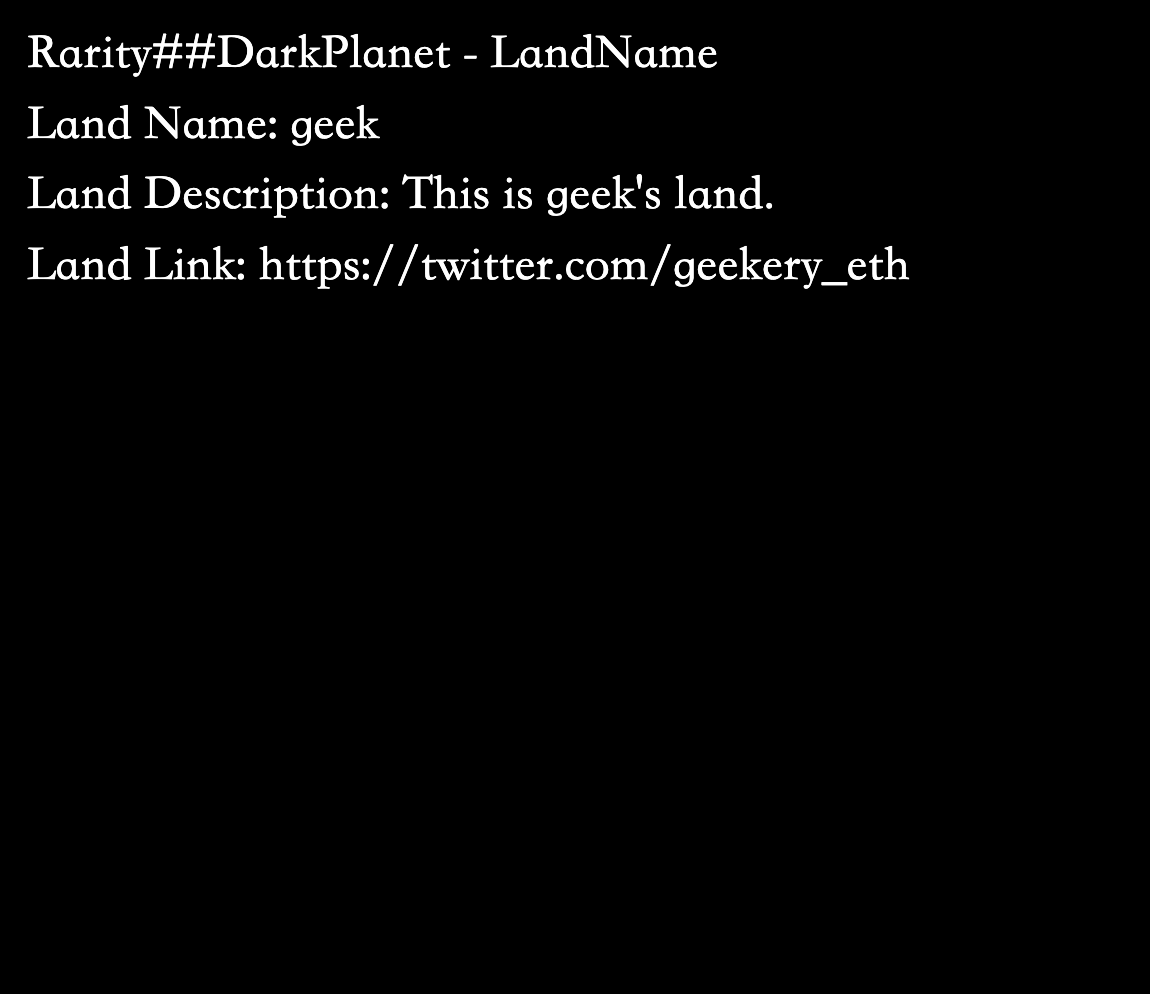 Rarity##DarkPlanet - LandName
Land Name: geek
Land Description: This is geek's land.
Land Link: https://twitter.com/geekery_eth